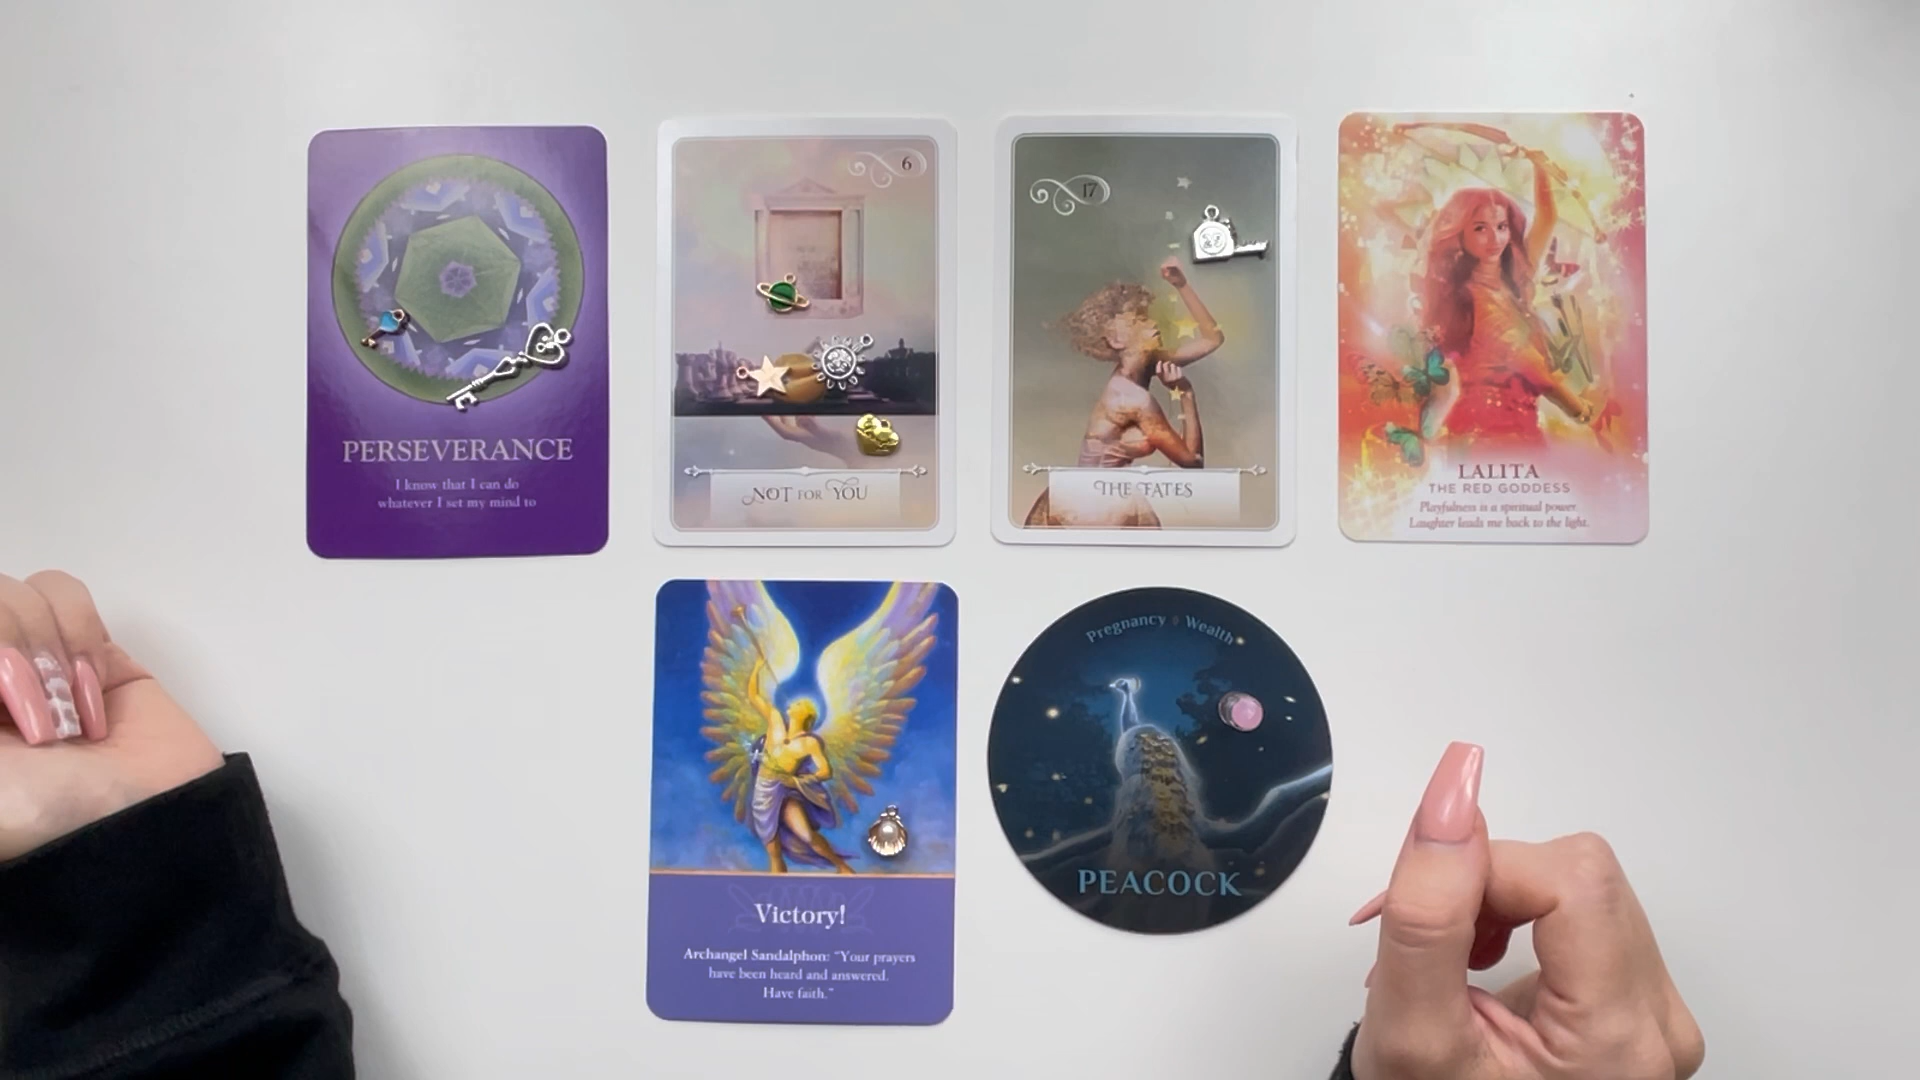 PERSEVERANCE
I know that I can do
whatever I set my mind to
6
NOT FOR YOU
17
THE FATES
LALITA
THE RED GODDESS
Playfulness is a spiritual power.
Laughter leads me back to the light.
Victory!
Archangel Sandalphon: "Your prayers
have been heard and answered.
Have faith."
Pregnancy Wealth
PEACOCK